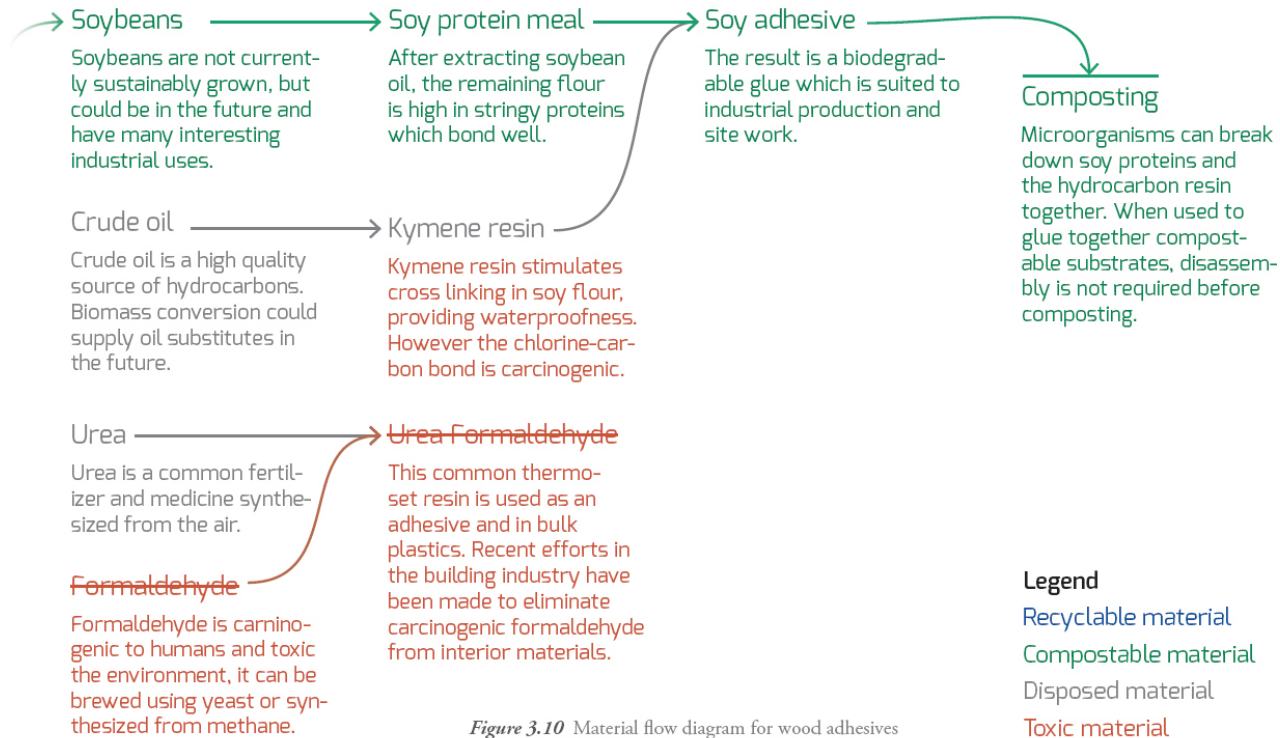 Soybeans
Soybeans are not current-
ly sustainably grown, but
could be in the future and
have many interesting
industrial uses.
Soy protein meal
After extracting soybean
oil, the remaining flour
is high in stringy proteins
which bond well.
Soy adhesive
The result is a biodegrad-
able glue which is suited to
industrial production and
site work.
Composting
Microorganisms can break
down soy proteins and
the hydrocarbon resin
together. When used to
glue together compost-
able substrates, disassem-
bly is not required before
composting.
Crude oil
Crude oil is a high quality
source of hydrocarbons.
Biomass conversion could
supply oil substitutes in
the future.
Kymene resin
Kymene resin stimulates
cross linking in soy flour,
providing waterproofness.
However the chlorine-car-
bon bond is carcinogenic.
Urea
Urea is a common fertil-
izer and medicine synthe-
sized from the air.
Urea Formaldehyde
This common thermo-
set resin is used as an
adhesive and in bulk
plastics. Recent efforts in
the building industry have
been made to eliminate
carcinogenic formaldehyde
from interior materials.
Formaldehyde
Formaldehyde is carnino-
genic to humans and toxic
the environment, it can be
brewed using yeast or syn-
thesized from methane.
Legend
Recyclable material
Compostable material
Disposed material
Toxic material
Figure 3.10 Material flow diagram for wood adhesives